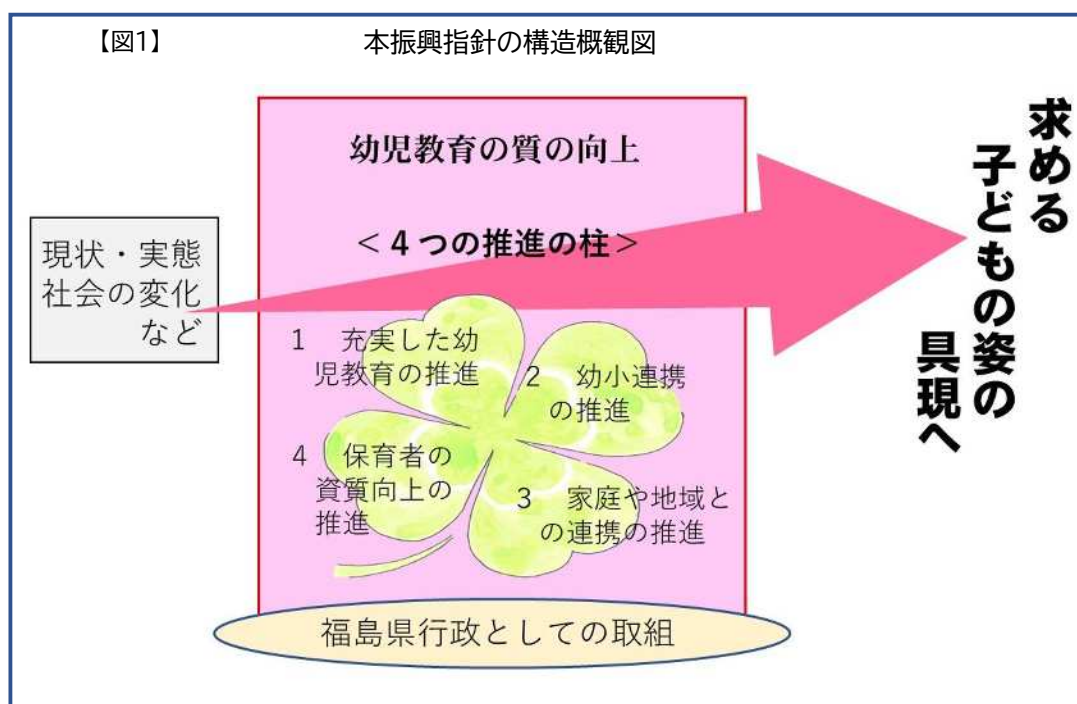 【図1】
本振興指針の構造概観図
幼児教育の質の向上
＜４つの推進の柱＞
現状・実態
社会の変化
など
1　充実した幼
児教育の推進
2　幼小連携
の推進
3　家庭や地域と
の連携の推進
4　保育者の
資質向上の
推進
福島県行政としての取組
求める
子どもの姿の
具現へ